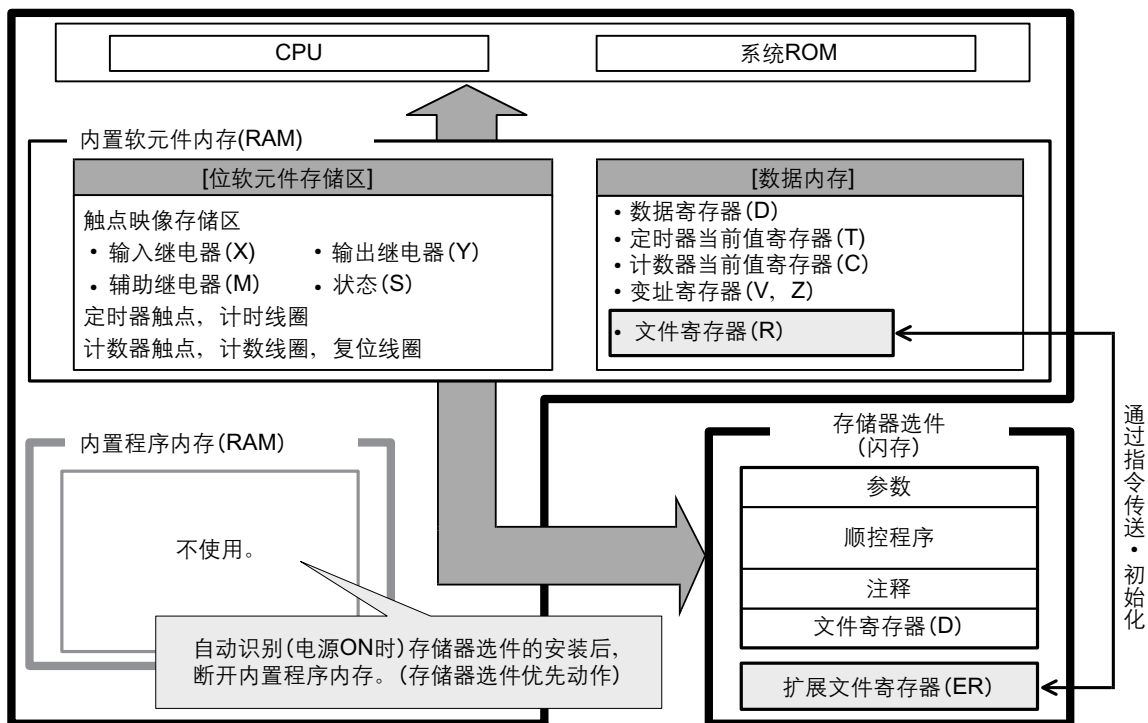 CPU
系统ROM
内置软元件内存(RAM)
[位软元件存储区]
触点映像存储区
• 输入继电器(X)
• 输出继电器(Y)
• 辅助继电器(M)
• 状态(S)
定时器触点，计时线圈
计数器触点，计数线圈，复位线圈
[数据内存]
• 数据寄存器(D)
• 定时器当前值寄存器(T)
• 计数器当前值寄存器(C)
• 变址寄存器(V，Z)
• 文件寄存器(R)
通过指令传送・初始化
内置程序内存(RAM)
不使用。
自动识别(电源ON时)存储器选件的安装后，
断开内置程序内存。(存储器选件优先动作)
存储器选件
(闪存)
参数
顺控程序
注释
文件寄存器(D)
扩展文件寄存器(ER)